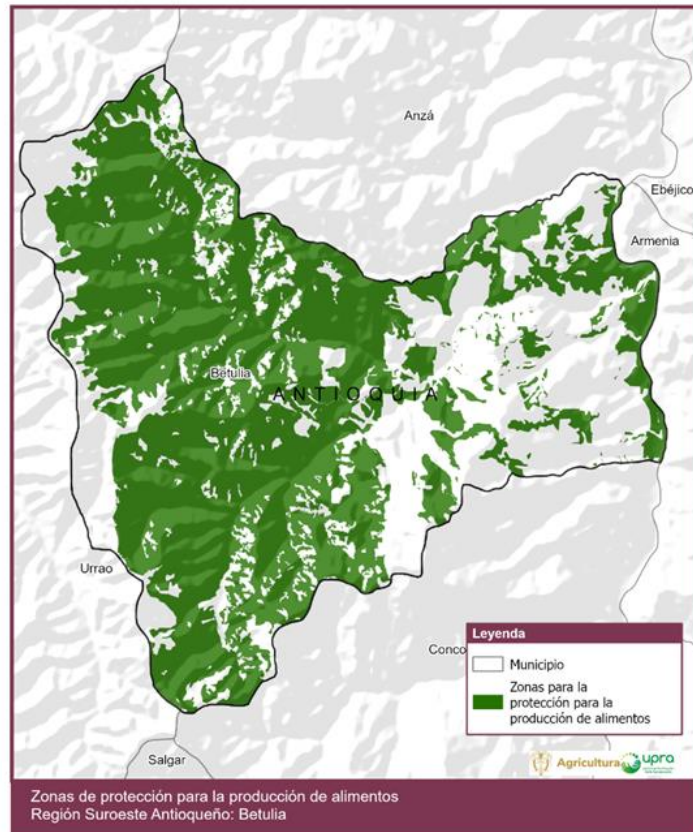 Anzá
Ebéjico
Armenia
Betulia
ANTIOQUIA
Urrao
Conco
Salgar
Leyenda
Municipio
Zonas para la
protección para la
producción de alimentos
Agricultura
upra
Zonas de protección para la producción de alimentos
Región Suroeste Antioqueño: Betulia